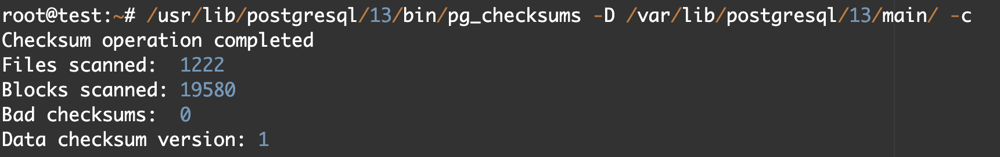 root@test:~# /usr/lib/postgresql/13/bin/pg_checksums -D /var/lib/postgresql/13/main/ -c
Checksum operation completed
Files scanned:  1222
Blocks scanned: 19580
Bad checksums:  0
Data checksum version: 1